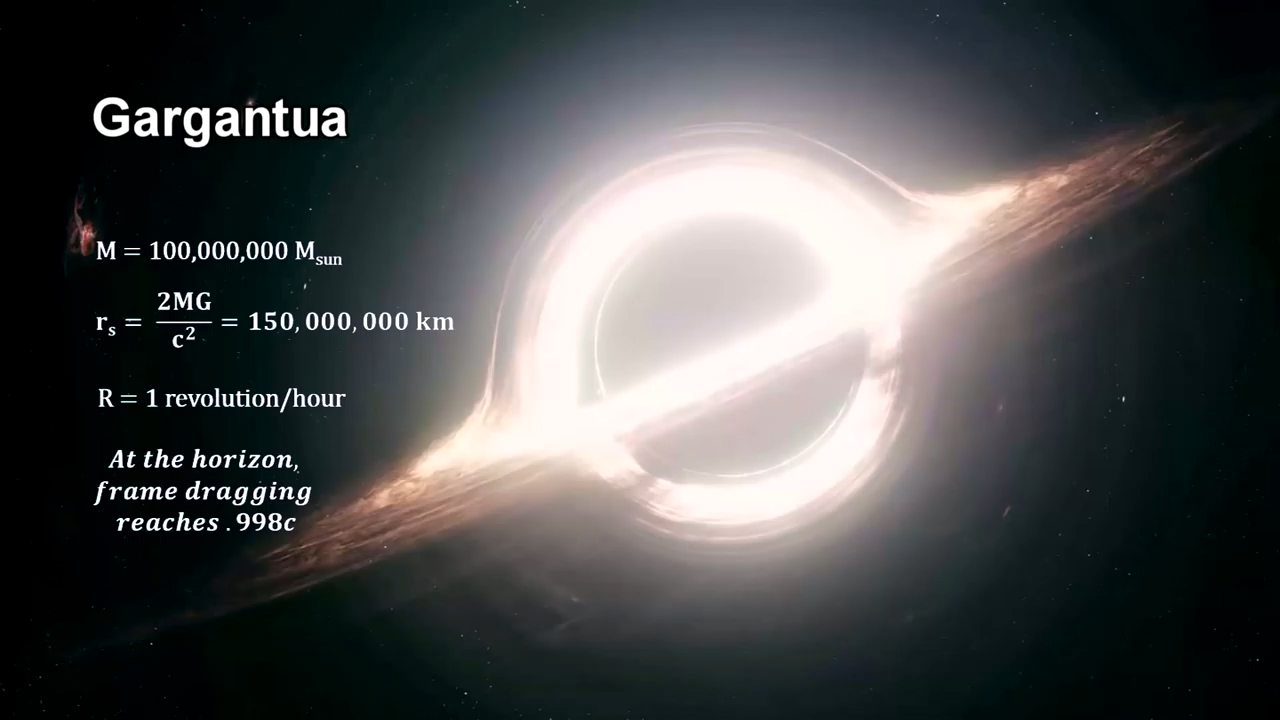 Gargantua
M = 100,000,000 M_sun
r_s = 2MG/c² = 150,000,000 km
R = 1 revolution/hour
At the horizon,
frame dragging
reaches .998c